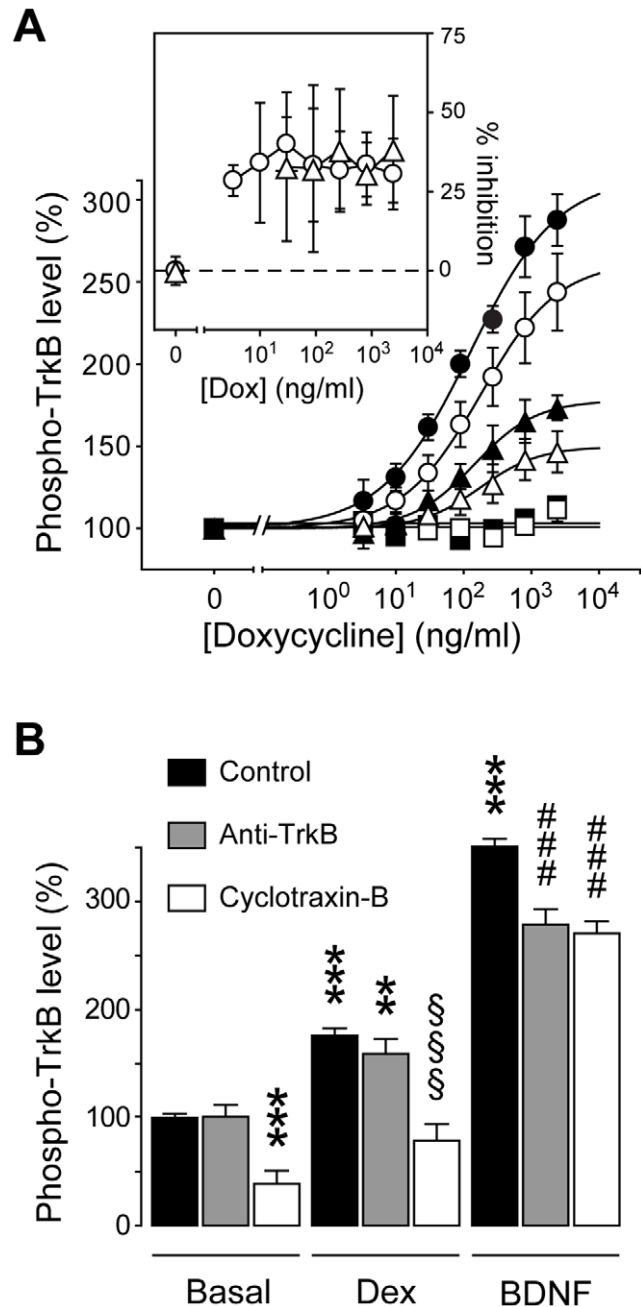 A
75
50
25
0
% inhibition
0
10¹
10²
10³
10⁴
[Dox] (ng/ml)
300
250
200
150
100
Phospho-TrkB level (%)
0
10⁰
10¹
10²
10³
10⁴
[Doxycycline] (ng/ml)
B
Control
Anti-TrkB
Cyclotraxin-B
300
200
100
0
Phospho-TrkB level (%)
***
***
**
§§§
***
###
###
Basal
Dex
BDNF